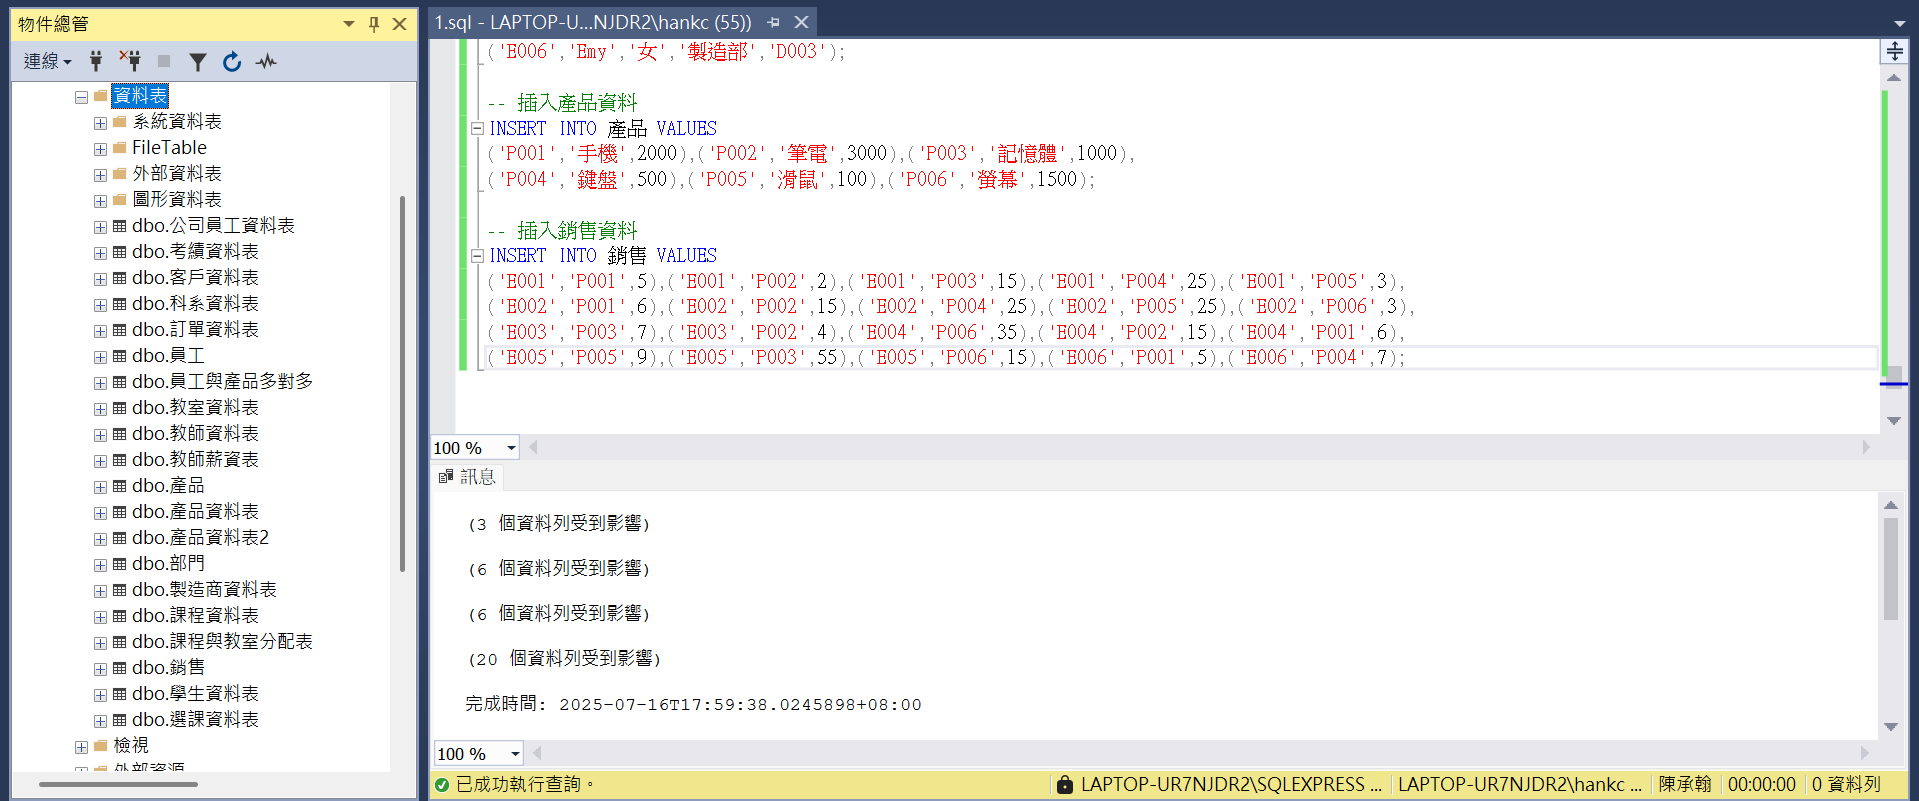 物件總管
連線
資料表
系統資料表
FileTable
外部資料表
圖形資料表
dbo.公司員工資料表
dbo.考績資料表
dbo.客戶資料表
dbo.科系資料表
dbo.訂單資料表
dbo.員工
dbo.員工與產品多對多
dbo.教室資料表
dbo.教師資料表
dbo.教師薪資表
dbo.產品
dbo.產品資料表
dbo.產品資料表2
dbo.部門
dbo.製造商資料表
dbo.課程資料表
dbo.課程與教室分配表
dbo.銷售
dbo.學生資料表
dbo.選課資料表
檢視
外部資源
1.sql - LAPTOP-U...NJDR2\hankc (55))
('E006','Emy','女','製造部','D003');
-- 插入產品資料
INSERT INTO 產品 VALUES
('P001','手機',2000),('P002','筆電',3000),('P003','記憶體',1000),
('P004','鍵盤',500),('P005','滑鼠',100),('P006','螢幕',1500);
-- 插入銷售資料
INSERT INTO 銷售 VALUES
('E001','P001',5),('E001','P002',2),('E001','P003',15),('E001','P004',25),('E001','P005',3),
('E002','P001',6),('E002','P002',15),('E002','P004',25),('E002','P005',25),('E002','P006',3),
('E003','P003',7),('E003','P002',4),('E004','P006',35),('E004','P002',15),('E004','P001',6),
('E005','P005',9),('E005','P003',55),('E005','P006',15),('E006','P001',5),('E006','P004',7);
100 %
訊息
(3 個資料列受到影響)
(6 個資料列受到影響)
(6 個資料列受到影響)
(20 個資料列受到影響)
完成時間: 2025-07-16T17:59:38.0245898+08:00
100 %
已成功執行查詢。
LAPTOP-UR7NJDR2\SQLEXPRESS ...
LAPTOP-UR7NJDR2\hankc ...
陳承翰
00:00:00
0 資料列